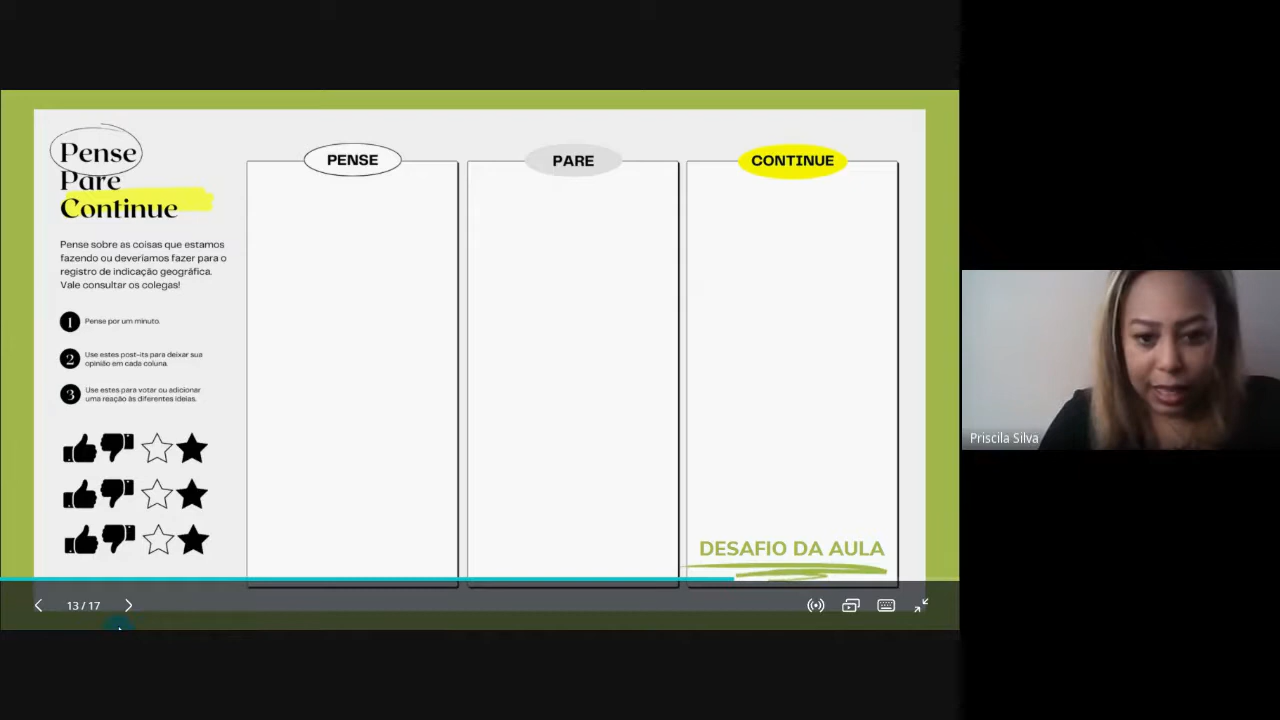 Pense
Pare
Continue
Pense sobre as coisas que estamos
fazendo ou deveríamos fazer para o
registro de indicação geográfica.
Vale consultar os colegas!
1 Pense por um minuto.
2 Use estes post-its para deixar sua
opinião em cada coluna.
3 Use estes para votar ou adicionar
uma reação às diferentes ideias.
PENSE
PARE
CONTINUE
DESAFIO DA AULA
13 / 17
Priscila Silva